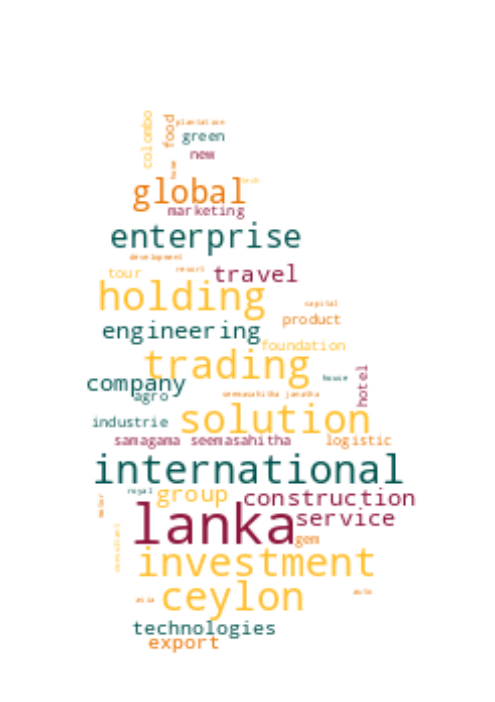 colombo
food
plantation
green
new
home
tech
global
marketing
enterprise
development
tour
resort
travel
holding
capital
product
engineering
foundation
trading
house
company
agro
seemasahitha janatha
hotel
industrie
solution
samagama seemasahitha
logistic
international
royal
group
construction
motor
lanka
service
gem
consultant
investment
asia
ceylon
auto
technologies
export